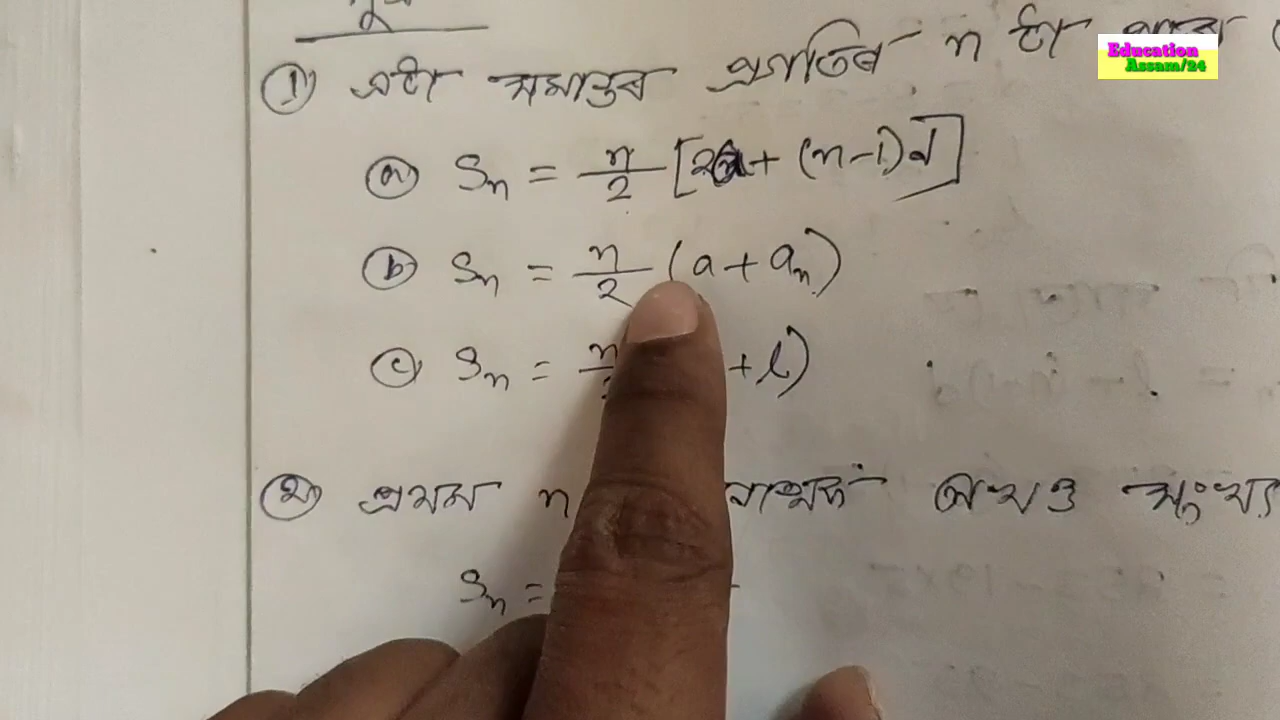 ① এটা সমান্তৰ প্ৰগতিৰ n টা
ⓐ Sn = n/2 [2a + (n-1)d]
ⓑ Sn = n/2 (a + an)
ⓒ Sn = n + l)
② প্ৰথম n অখণ্ড সংখ্যা
Sn =
Education
Assam/24